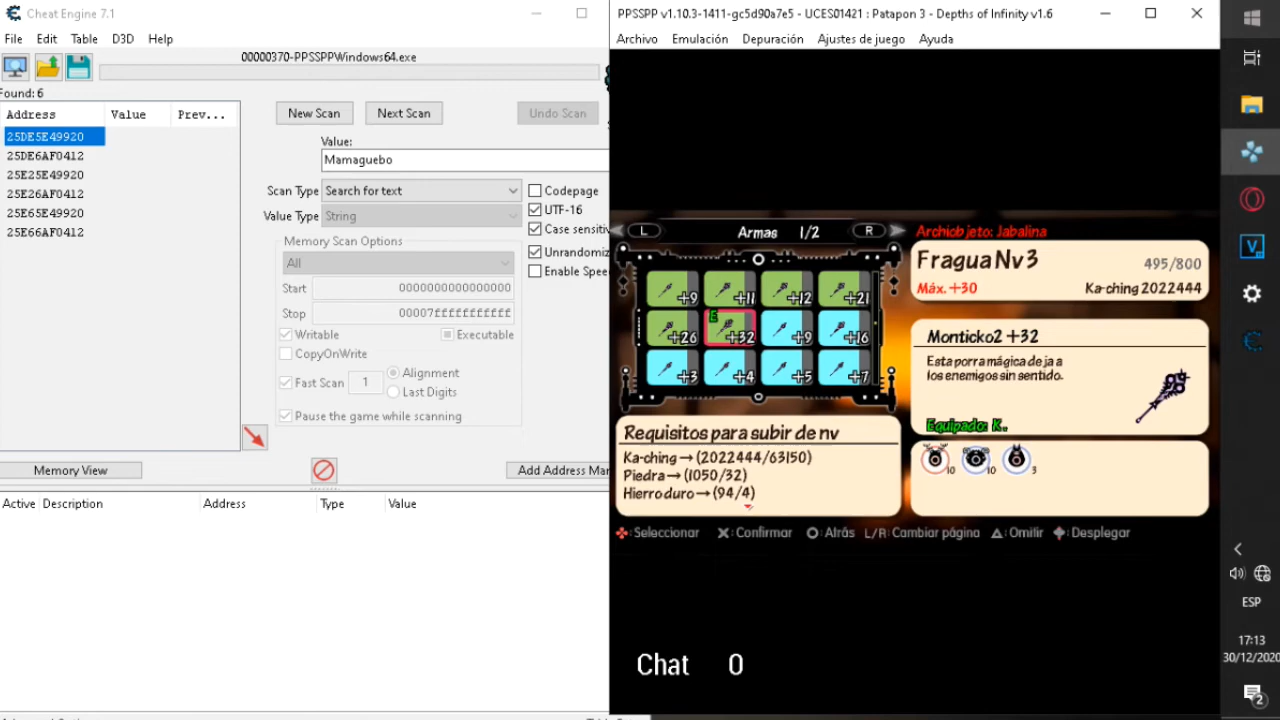 Cheat Engine 7.1
File Edit Table D3D Help
00000370-PPSSPPWindows64.exe
Found: 6
Address Value Prev...
25DE5E49920
25DE6AF0412
25E25E49920
25E26AF0412
25E65E49920
25E66AF0412
New Scan Next Scan Undo Scan
Value:
Mamaguebo
Scan Type Search for text
Value Type String
Codepage
UTF-16
Case sensitiv
Unrandomiz
Enable Spee
Memory Scan Options
All
Start 0000000000000000
Stop 00007fffffffffff
Writable Executable
CopyOnWrite
Fast Scan 1 Alignment
Last Digits
Pause the game while scanning
Memory View
Add Address Man
Active Description Address Type Value
PPSSPP v1.10.3-1411-gc5d90a7e5 - UCES01421 : Patapon 3 - Depths of Infinity v1.6
Archivo Emulación Depuración Ajustes de juego Ayuda
L Armas 1/2 R
+9 +11 +12 +21
+26 E +32 +9 +16
+3 +4 +5 +7
Archiobjeto: Jabalina
Fragua Nv3 495/800
Máx. +30 Ka-ching 2022444
Monticko2 +32
Esta porra mágica deja a
los enemigos sin sentido.
Equipado: K.
10 10 3
Requisitos para subir de nv
Ka-ching→(2022444/63150)
Piedra→(1050/32)
Hierro duro→(94/4)
:Seleccionar X:Confirmar O:Atrás L/R:Cambiar página △:Omitir :Desplegar
Chat 0
ESP
17:13
30/12/2020
2